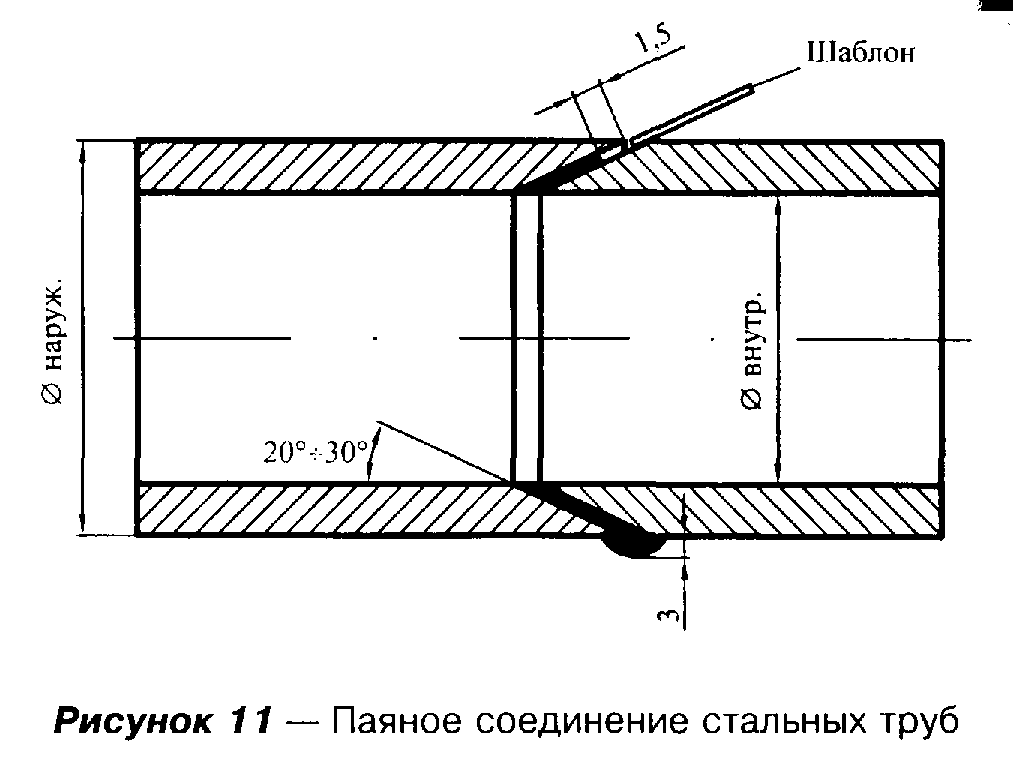 1,5
Шаблон
Ø наруж.
Ø внутр.
20°÷30°
3
Рисунок 11 — Паяное соединение стальных труб